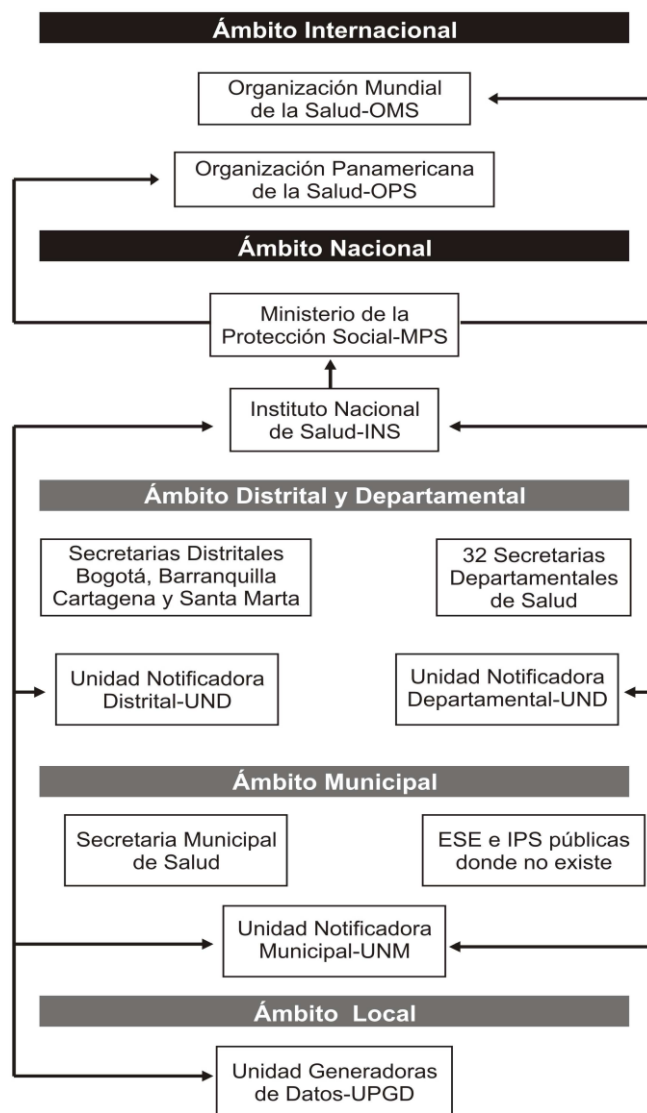 Ámbito Internacional
Organización Mundial
de la Salud-OMS
Organización Panamericana
de la Salud-OPS
Ámbito Nacional
Ministerio de la
Protección Social-MPS
Instituto Nacional
de Salud-INS
Ámbito Distrital y Departamental
Secretarias Distritales
Bogotá, Barranquilla
Cartagena y Santa Marta
32 Secretarias
Departamentales
de Salud
Unidad Notificadora
Distrital-UND
Unidad Notificadora
Departamental-UND
Ámbito Municipal
Secretaria Municipal
de Salud
ESE e IPS públicas
donde no existe
Unidad Notificadora
Municipal-UNM
Ámbito Local
Unidad Generadoras
de Datos-UPGD